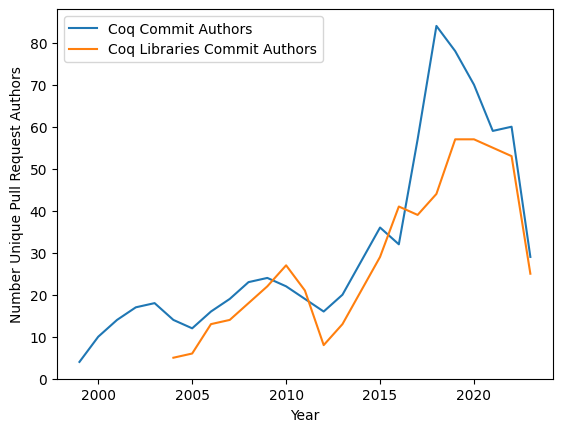 Coq Commit Authors
Coq Libraries Commit Authors
Number Unique Pull Request Authors
80
70
60
50
40
30
20
10
0
2000 2005 2010 2015 2020
Year